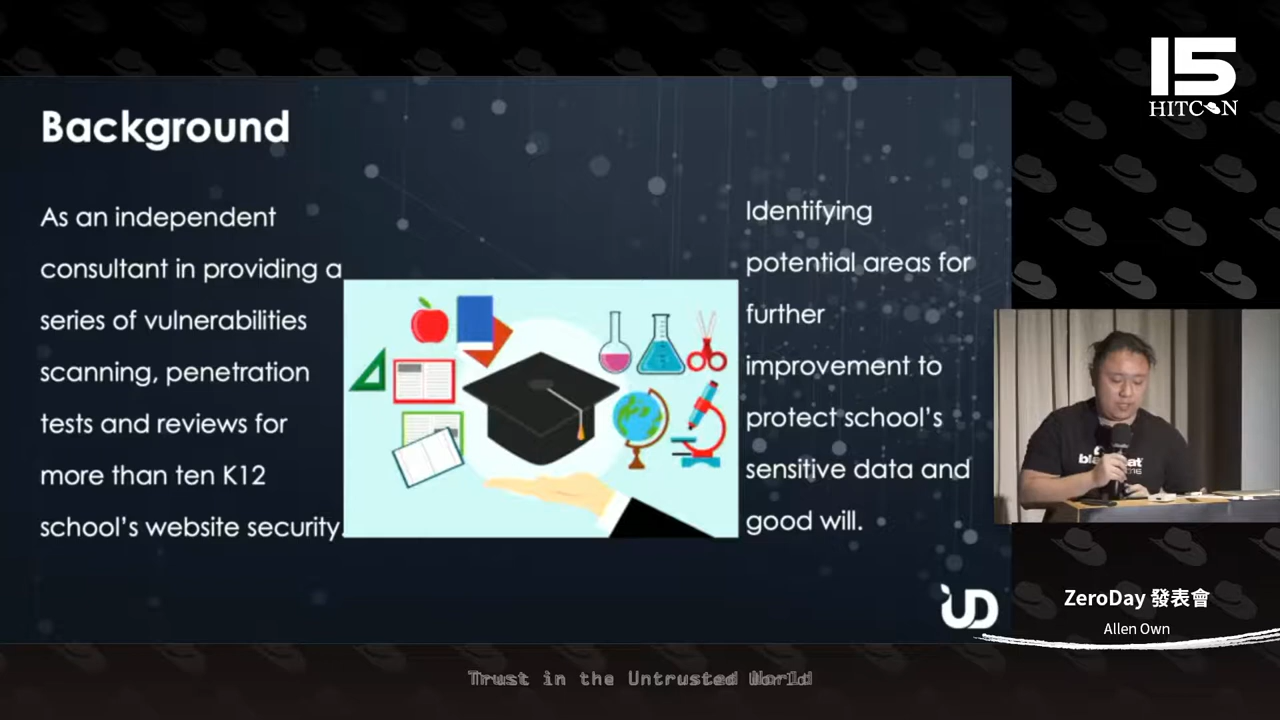 15
HITCON
Background
As an independent
consultant in providing a
series of vulnerabilities
scanning, penetration
tests and reviews for
more than ten K12
school's website security.
Identifying
potential areas for
further
improvement to
protect school's
sensitive data and
good will.
UD
ZeroDay 發表會
Allen Own
Trust in the Untrusted World